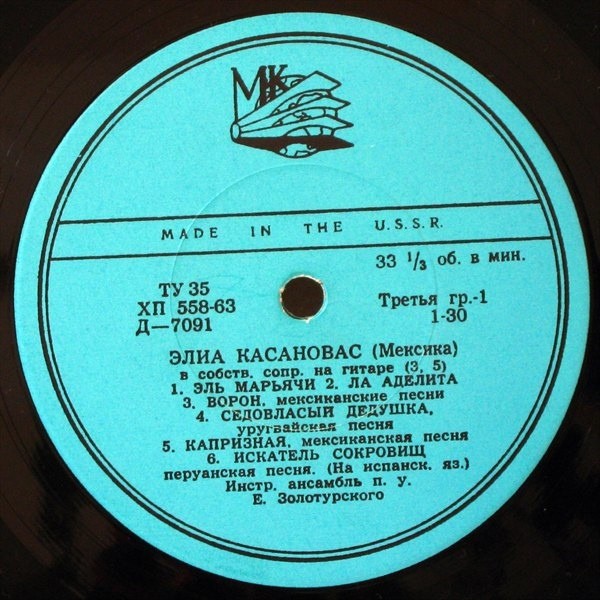 МК
MADE IN THE U.S.S.R.
33 1/3 об. в мин.
ТУ 35
ХП 558-63
Д—7091
Третья гр.-1
1-30
ЭЛИА КАСАНОВАС (Мексика)
в собств. сопр. на гитаре (3, 5)
1. ЭЛЬ МАРЬЯЧИ 2. ЛА АДЕЛИТА
3. ВОРОН, мексиканские песни
4. СЕДОВЛАСЫЙ ДЕДУШКА,
уругвайская песня
5. КАПРИЗНАЯ, мексиканская песня
6. ИСКАТЕЛЬ СОКРОВИЩ
перуанская песня. (На испанск. яз.)
Инстр. ансамбль п. у.
Е. Золотурского